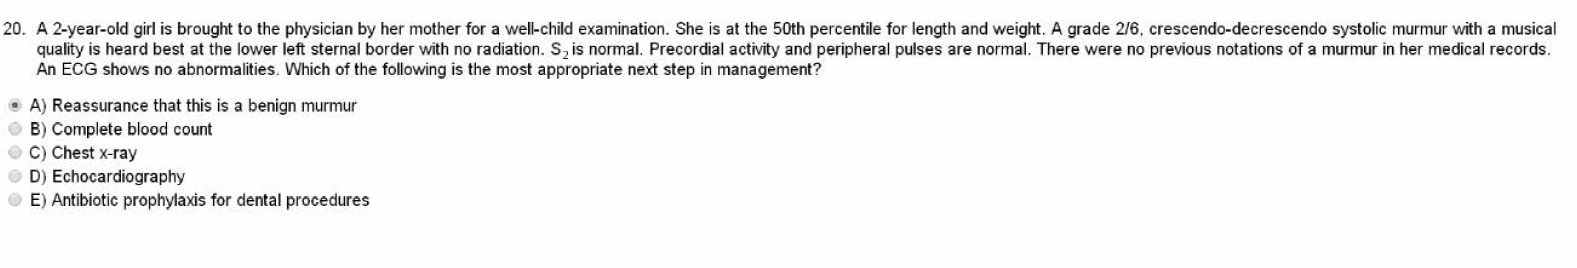 20. A 2-year-old girl is brought to the physician by her mother for a well-child examination. She is at the 50th percentile for length and weight. A grade 2/6, crescendo-decrescendo systolic murmur with a musical
quality is heard best at the lower left sternal border with no radiation. S₂ is normal. Precordial activity and peripheral pulses are normal. There were no previous notations of a murmur in her medical records.
An ECG shows no abnormalities. Which of the following is the most appropriate next step in management?
A) Reassurance that this is a benign murmur
B) Complete blood count
C) Chest x-ray
D) Echocardiography
E) Antibiotic prophylaxis for dental procedures